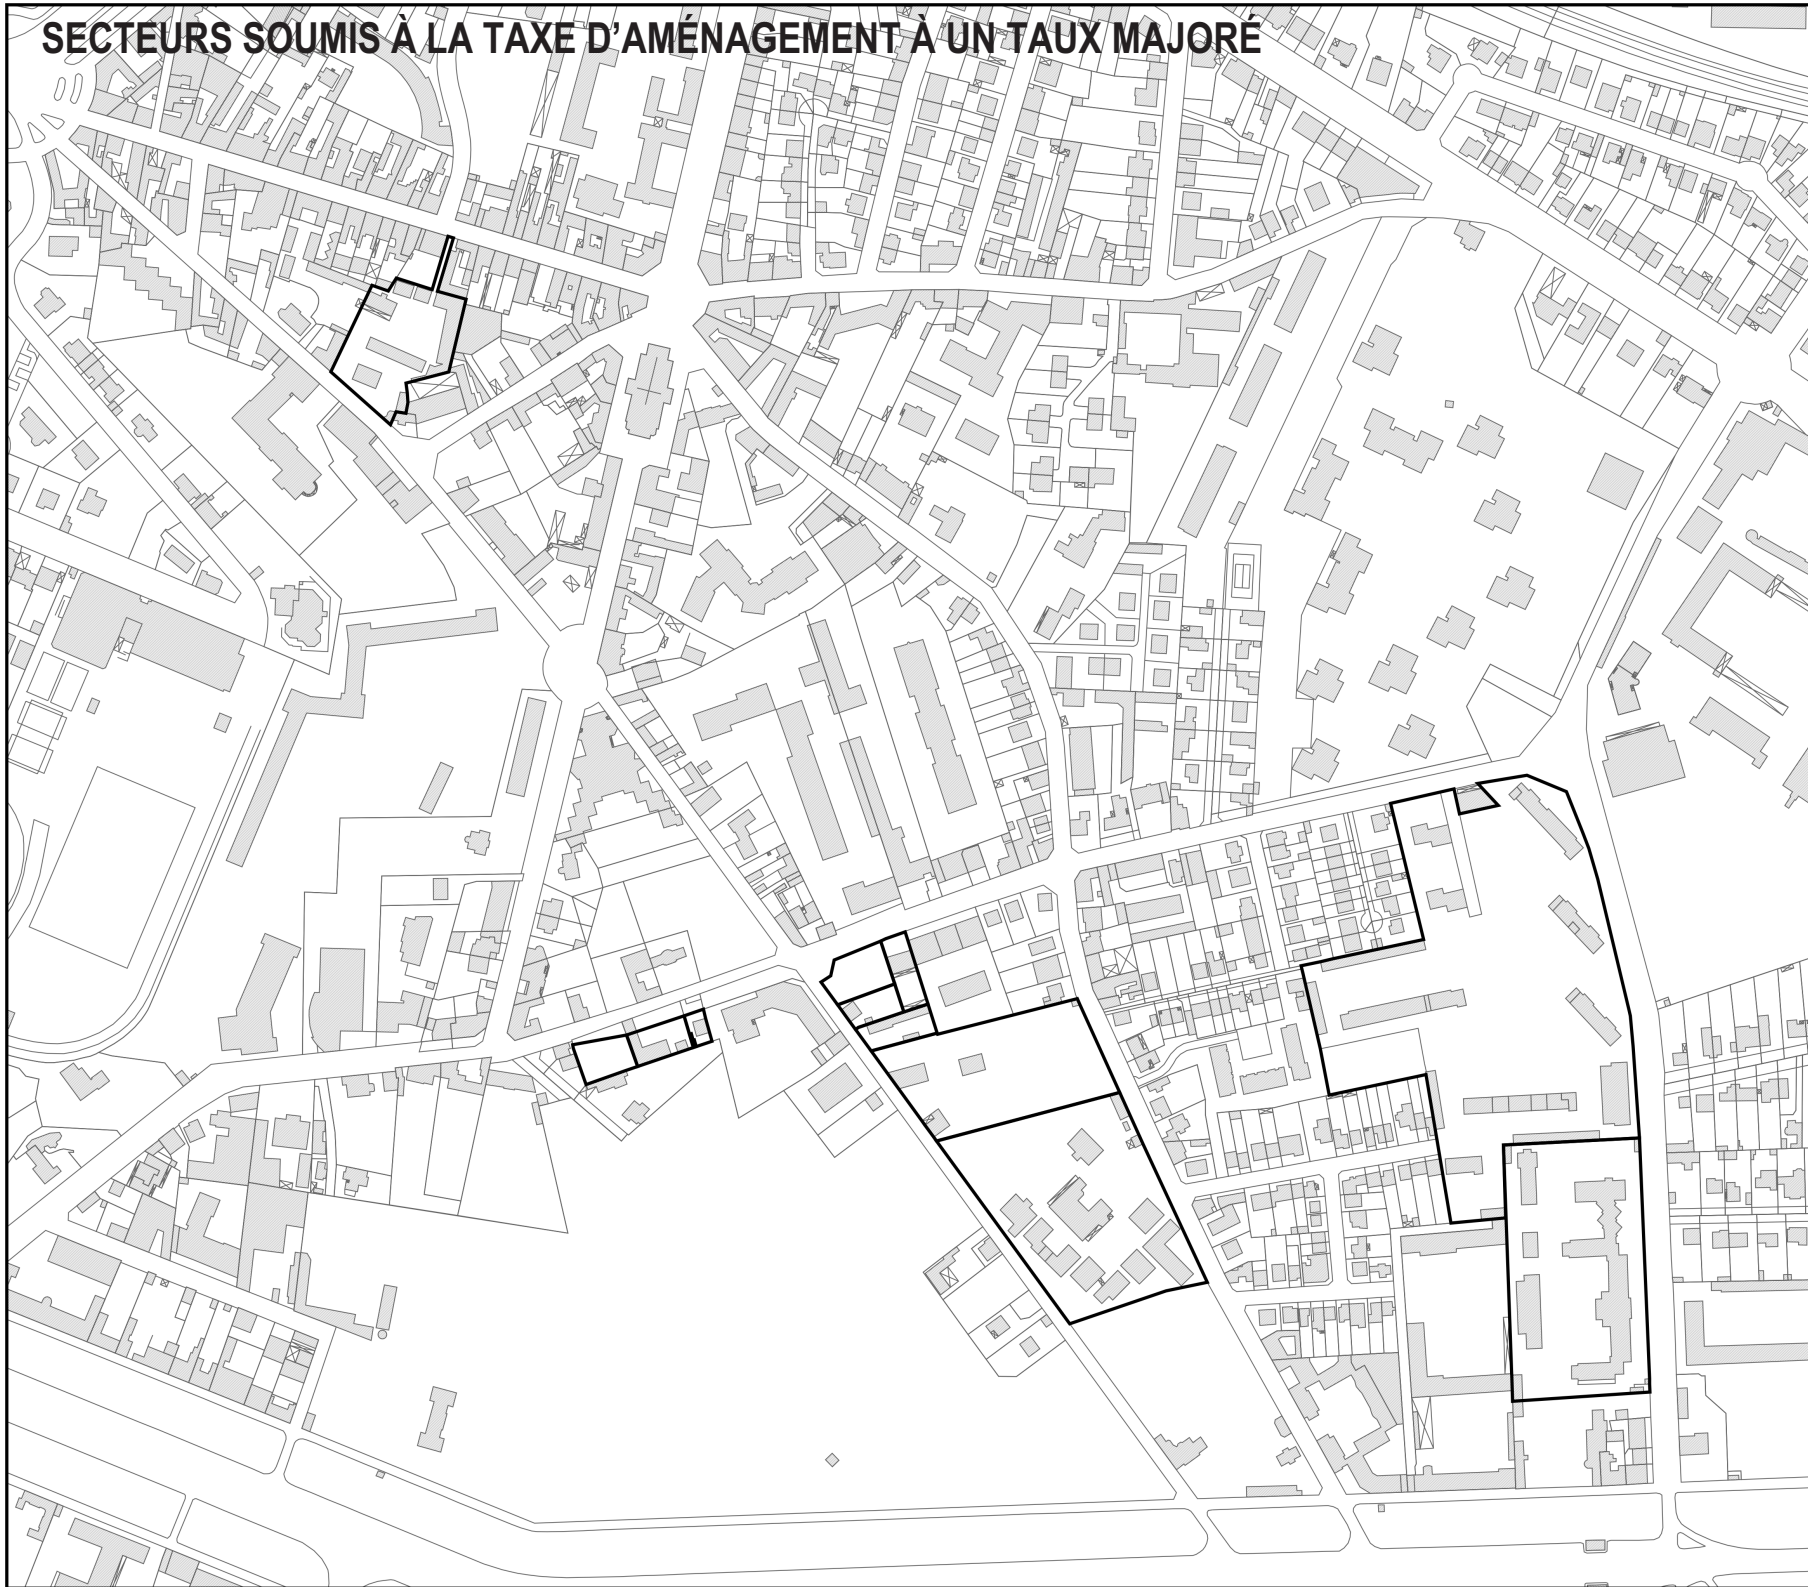 SECTEURS SOUMIS À LA TAXE D'AMÉNAGEMENT À UN TAUX MAJORÉ